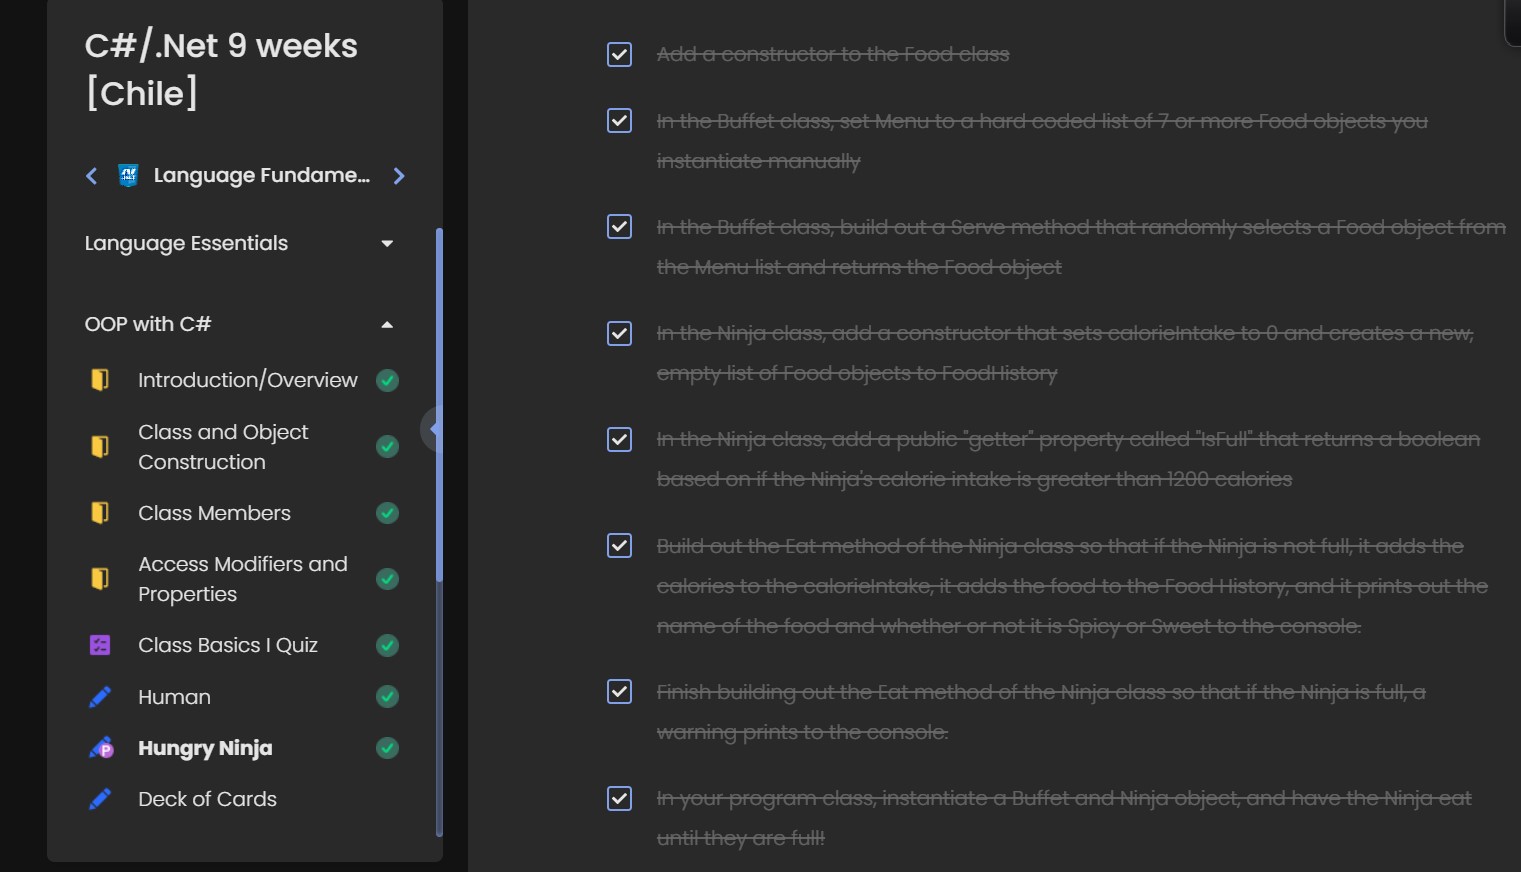 C#/.Net 9 weeks
[Chile]
Language Fundame...
Language Essentials
OOP with C#
Introduction/Overview
Class and Object
Construction
Class Members
Access Modifiers and
Properties
Class Basics I Quiz
Human
P
Hungry Ninja
Deck of Cards
Add a constructor to the Food class
In the Buffet class, set Menu to a hard coded list of 7 or more Food objects you
instantiate manually
In the Buffet class, build out a Serve method that randomly selects a Food object from
the Menu list and returns the Food object
In the Ninja class, add a constructor that sets calorieIntake to 0 and creates a new,
empty list of Food objects to FoodHistory
In the Ninja class, add a public "getter" property called "IsFull" that returns a boolean
based on if the Ninja's calorie intake is greater than 1200 calories
Build out the Eat method of the Ninja class so that if the Ninja is not full, it adds the
calories to the calorieIntake, it adds the food to the Food History, and it prints out the
name of the food and whether or not it is Spicy or Sweet to the console.
Finish building out the Eat method of the Ninja class so that if the Ninja is full, a
warning prints to the console.
In your program class, instantiate a Buffet and Ninja object, and have the Ninja eat
until they are full!